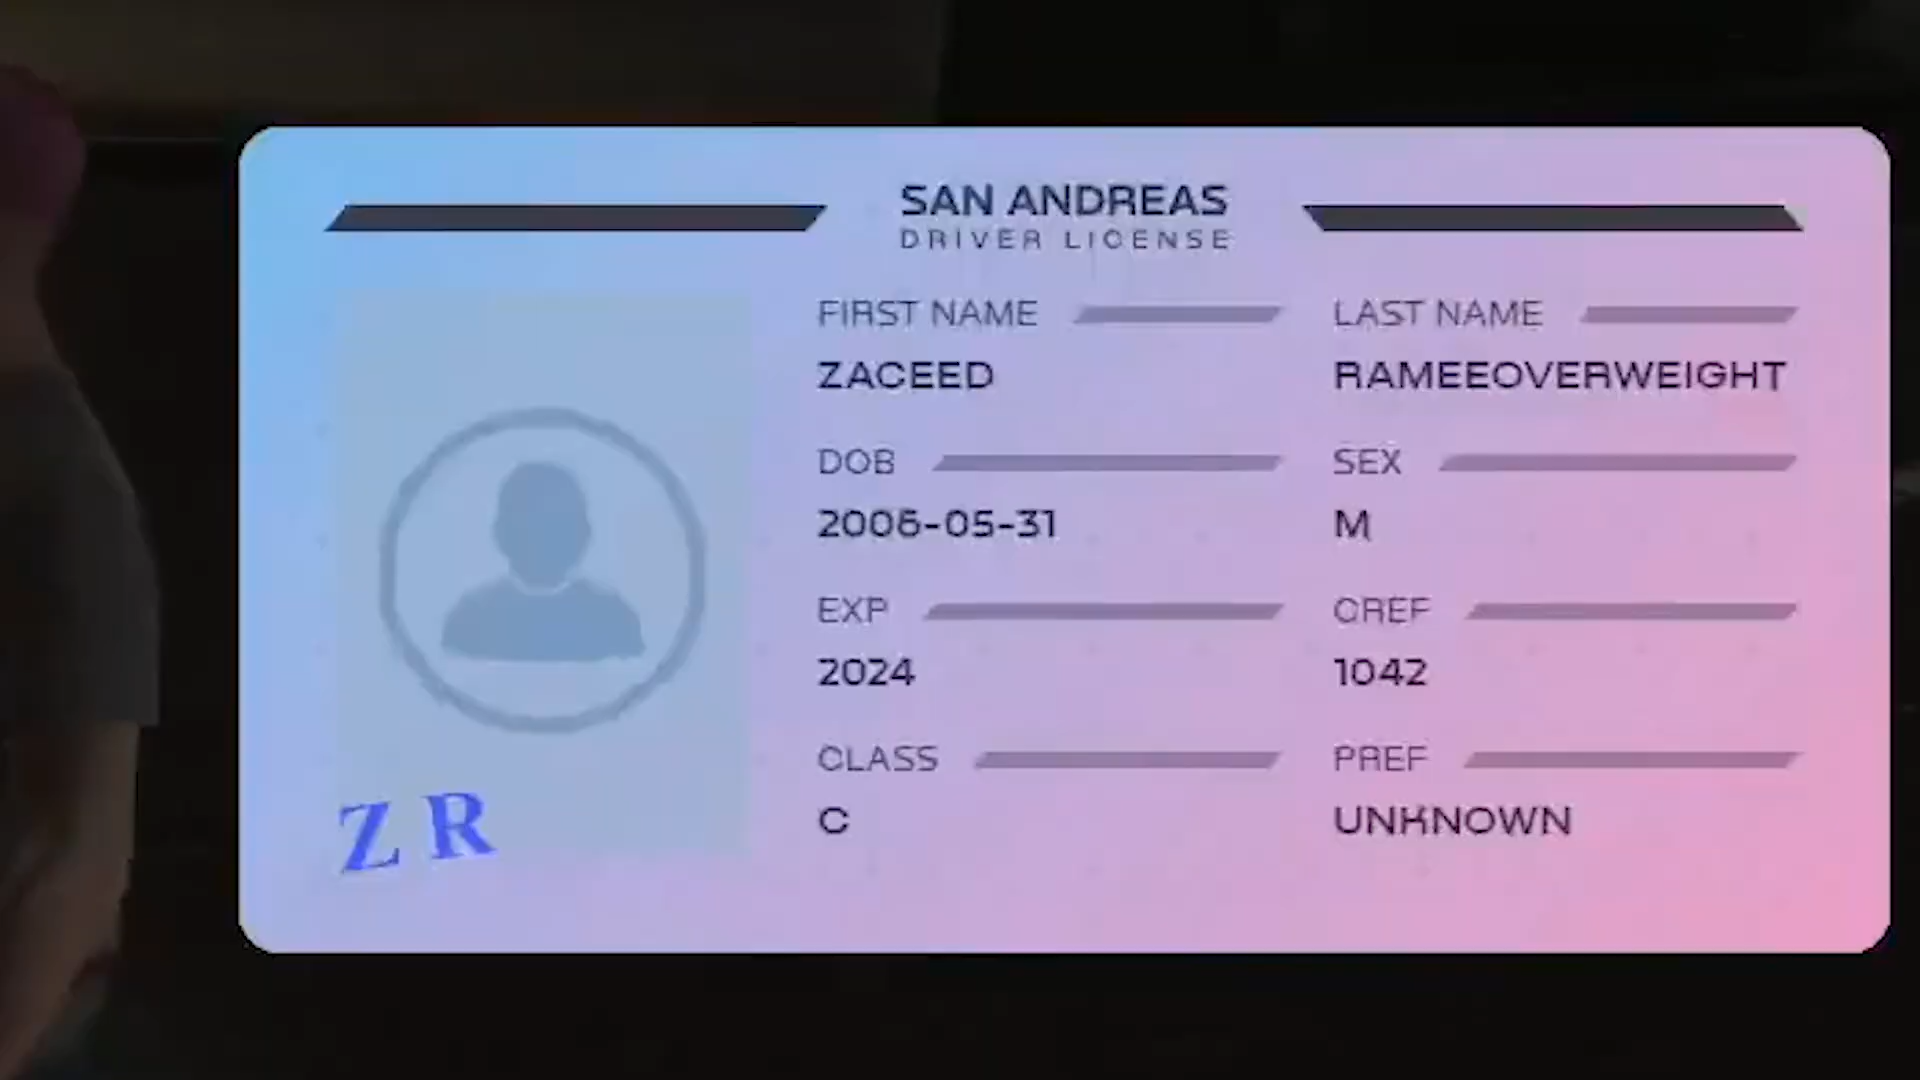 SAN ANDREAS
DRIVER LICENSE
FIRST NAME
LAST NAME
ZACEED
RAMEEOVERWEIGHT
DOB
SEX
2006-05-31
M
EXP
CREF
2024
1042
CLASS
PREF
C
UNKNOWN
Z R